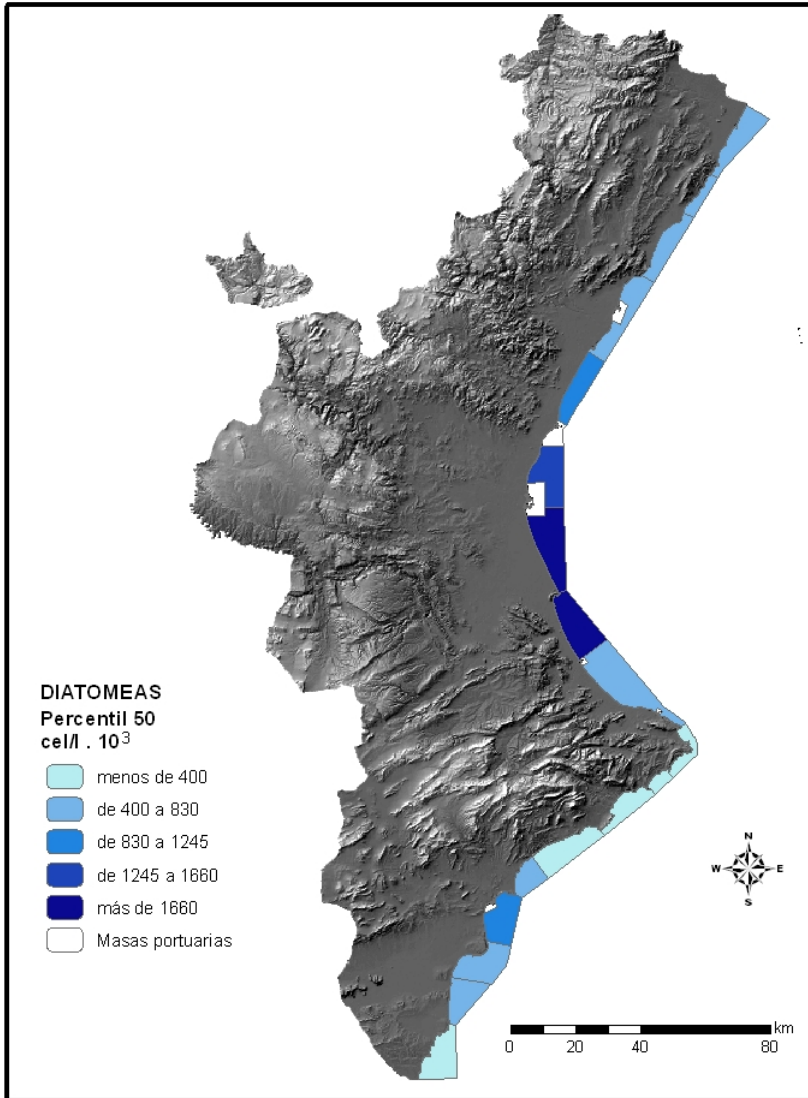 DIATOMEAS
Percentil 50
cel/l . 10³
menos de 400
de 400 a 830
de 830 a 1245
de 1245 a 1660
más de 1660
Masas portuarias
N
W E
S
km
0 20 40 80